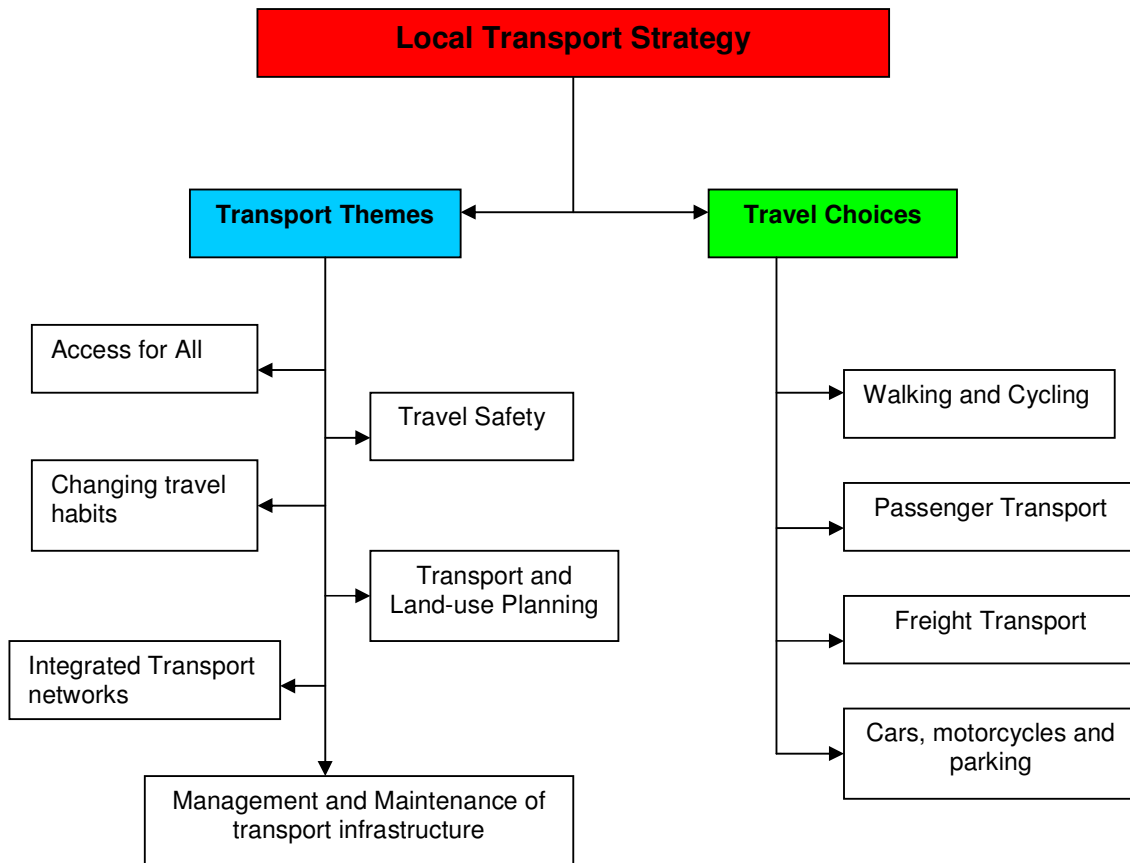 Local Transport Strategy
Transport Themes
Travel Choices
Access for All
Travel Safety
Changing travel
habits
Transport and
Land-use Planning
Integrated Transport
networks
Management and Maintenance of
transport infrastructure
Walking and Cycling
Passenger Transport
Freight Transport
Cars, motorcycles and
parking